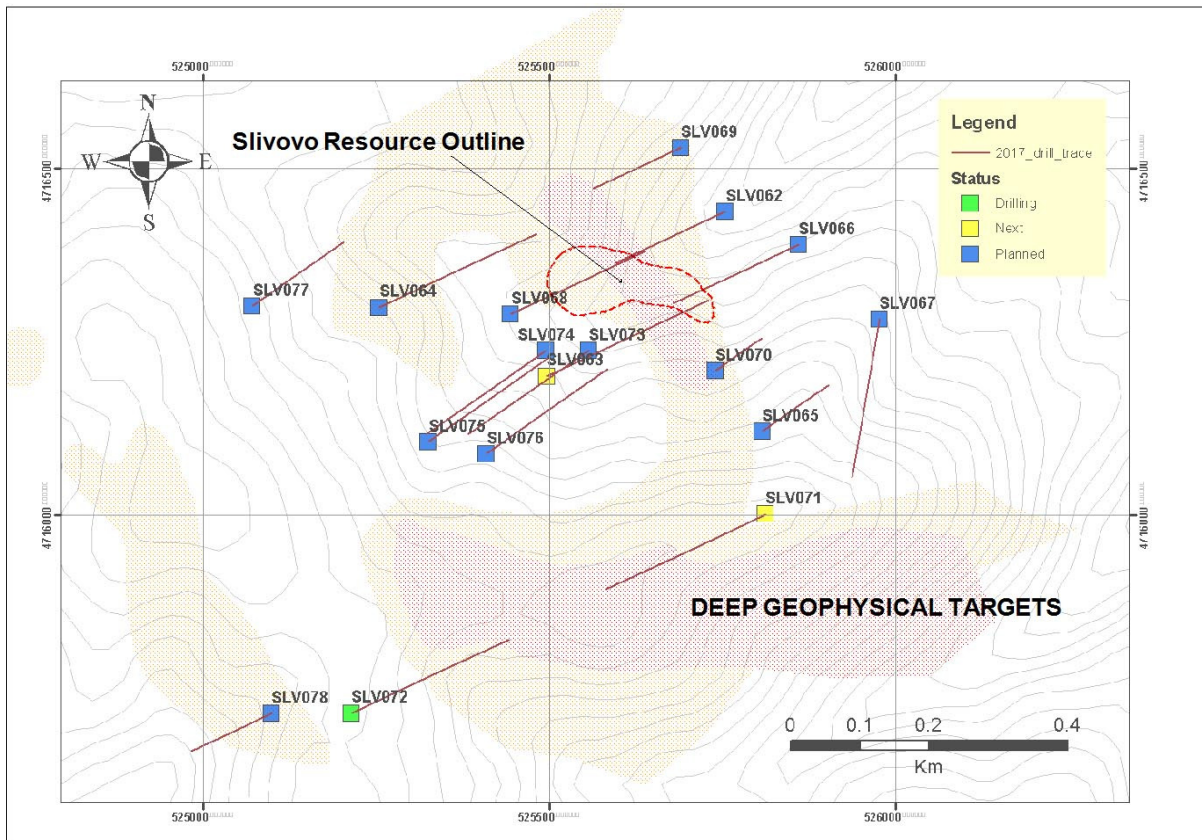 525000
525500
526000
N
W E
S
Slivovo Resource Outline
SLV069
Legend
2017_drill_trace
Status
Drilling
Next
Planned
4716500
4716500
SLV062
SLV066
SLV077
SLV064
SLV068
SLV067
SLV074
SLV073
SLV063
SLV070
SLV075
SLV076
SLV065
SLV071
4716000
4716000
DEEP GEOPHYSICAL TARGETS
SLV078
SLV072
0 0.1 0.2 0.4
Km
525000
525500
526000